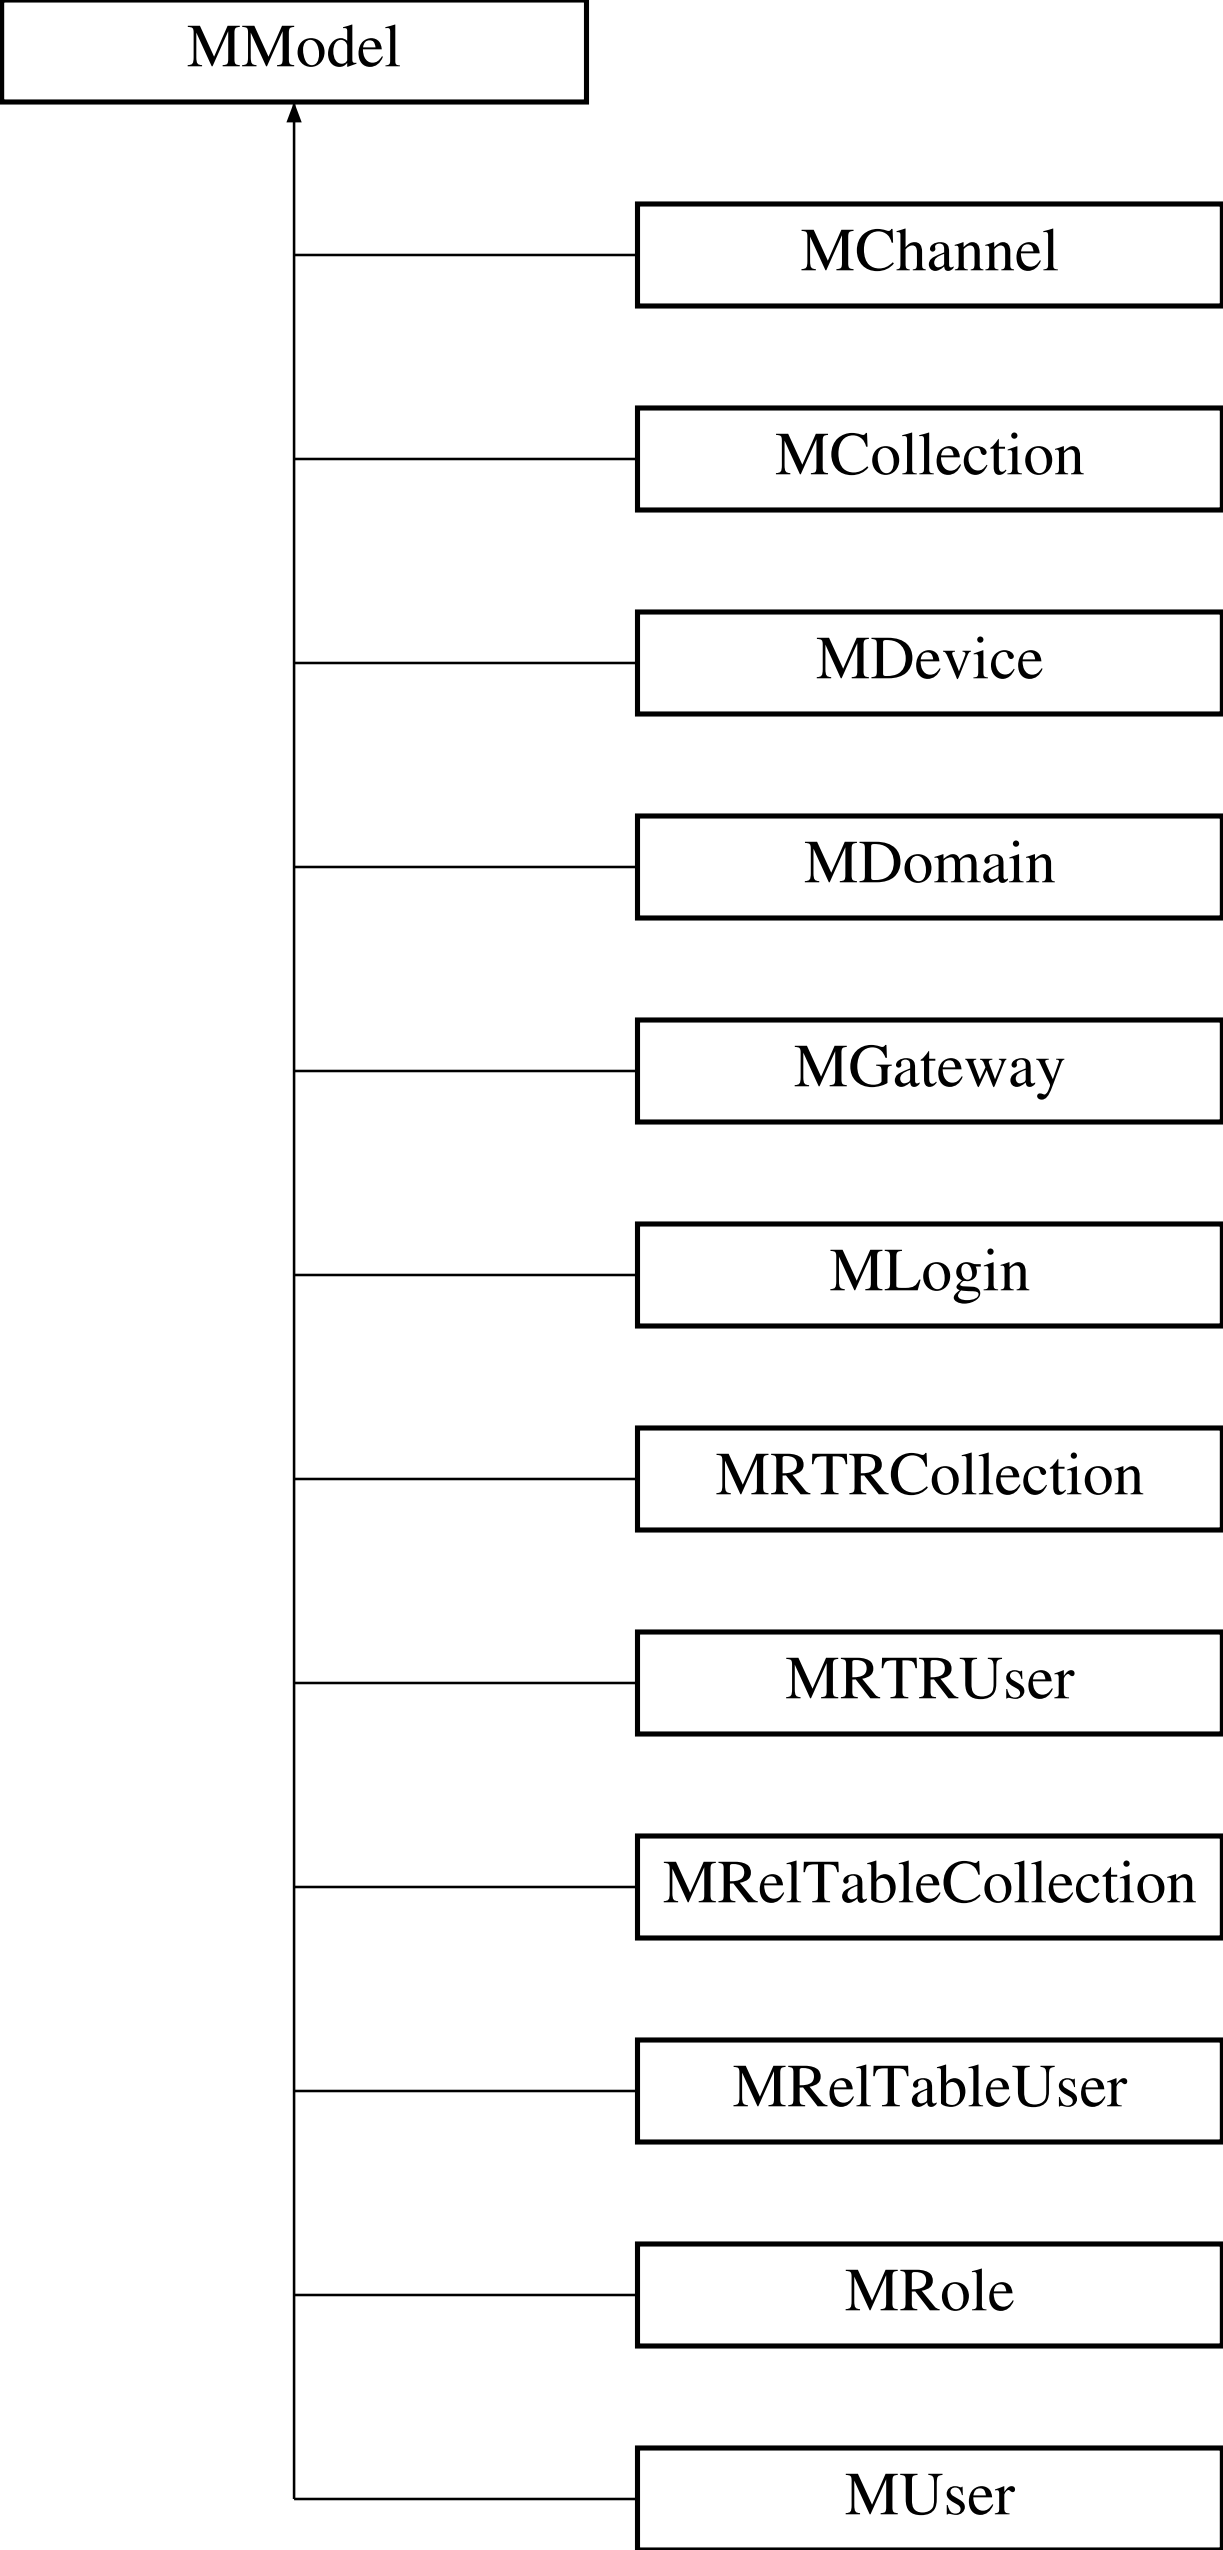 MModel
MChannel
MCollection
MDevice
MDomain
MGateway
MLogin
MRTRCollection
MRTRUser
MRelTableCollection
MRelTableUser
MRole
MUser